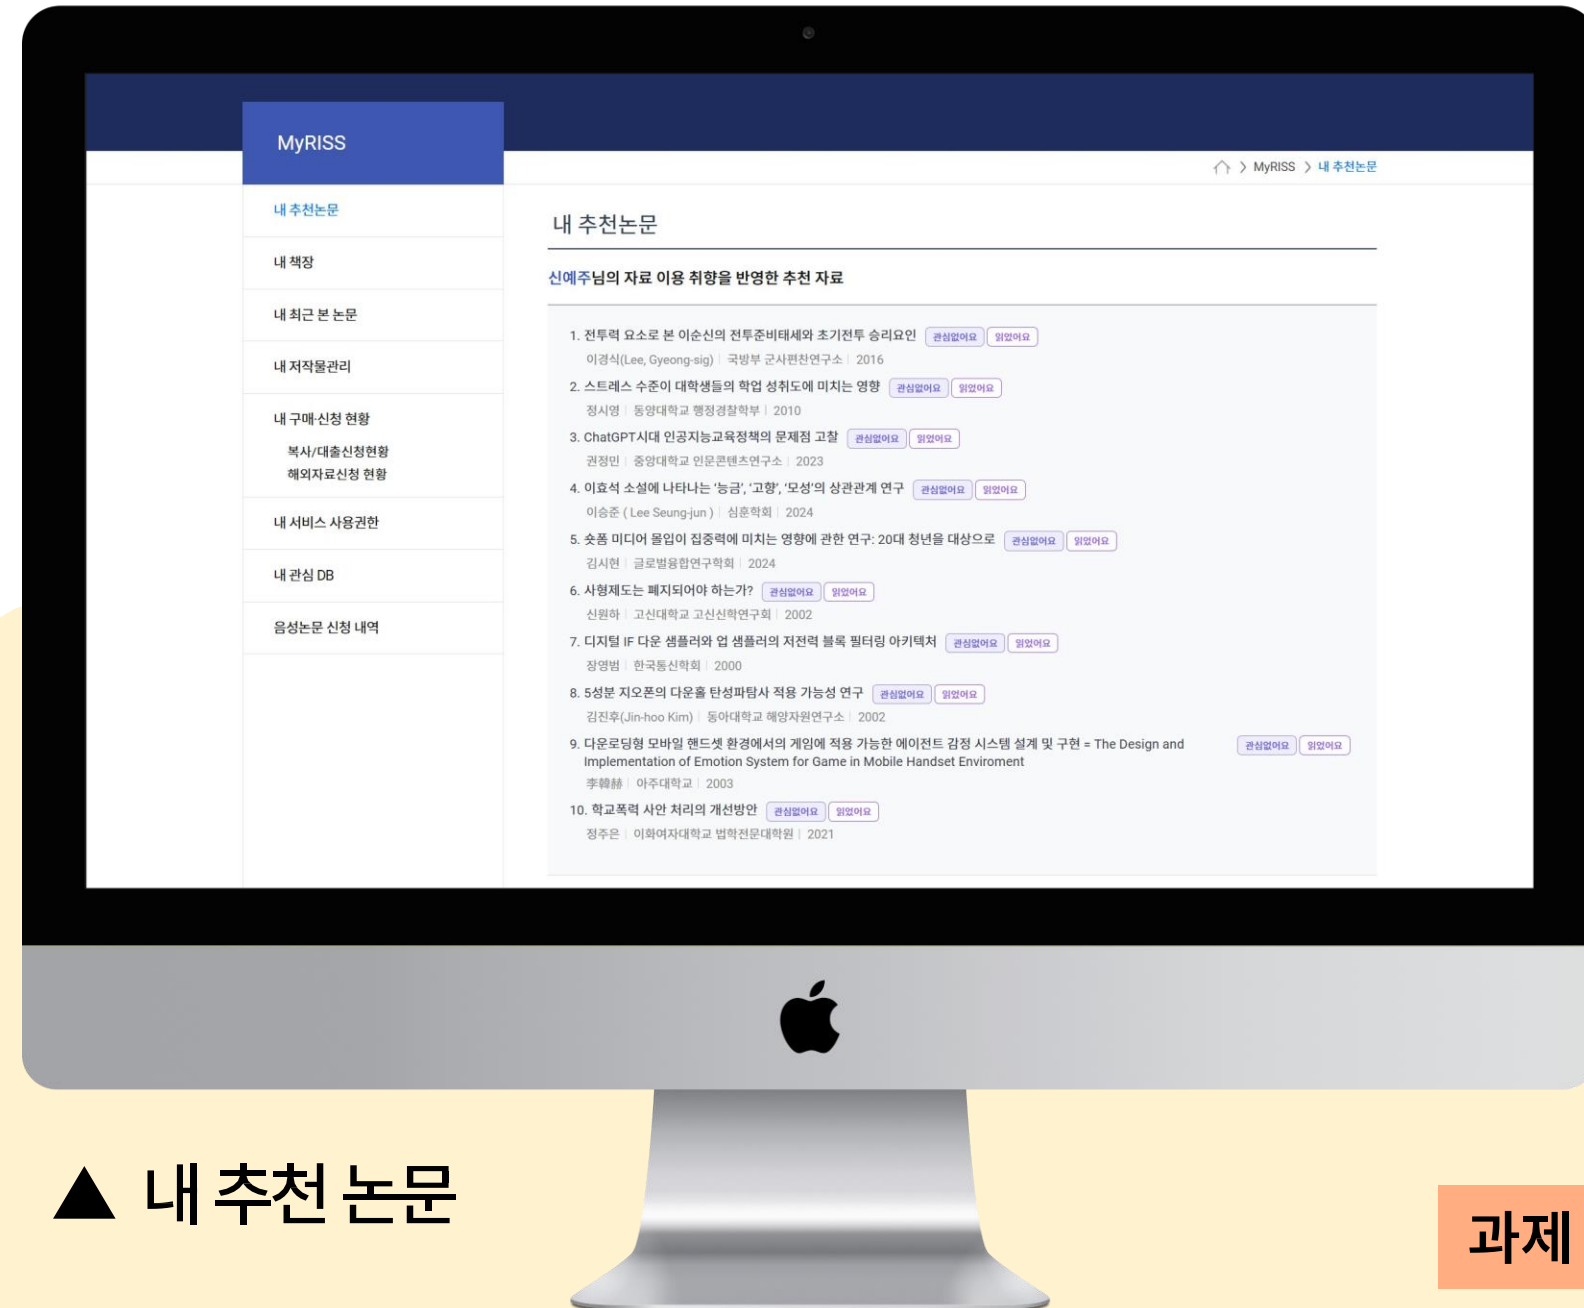 MyRISS
MyRISS
내 추천논문
내 추천논문
내 책장
내 최근 본 논문
내 저작물관리
내 구매·신청 현황
복사/대출신청현황
해외자료신청 현황
내 서비스 사용권한
내 관심 DB
음성논문 신청 내역
내 추천논문
신예주님의 자료 이용 취향을 반영한 추천 자료
1. 전투력 요소로 본 이순신의 전투준비태세와 초기전투 승리요인 관심없어요 읽었어요
이경식(Lee, Gyeong-sig) | 국방부 군사편찬연구소 | 2016
2. 스트레스 수준이 대학생들의 학업 성취도에 미치는 영향 관심없어요 읽었어요
정시영 | 동양대학교 행정경찰학부 | 2010
3. ChatGPT시대 인공지능교육정책의 문제점 고찰 관심없어요 읽었어요
권정민 | 중앙대학교 인문콘텐츠연구소 | 2023
4. 이효석 소설에 나타나는 ‘능금’, ‘고향’, ‘모성’의 상관관계 연구 관심없어요 읽었어요
이승준 ( Lee Seung-jun ) | 심훈학회 | 2024
5. 숏폼 미디어 몰입이 집중력에 미치는 영향에 관한 연구: 20대 청년을 대상으로 관심없어요 읽었어요
김시현 | 글로벌융합연구학회 | 2024
6. 사형제도는 폐지되어야 하는가? 관심없어요 읽었어요
신원하 | 고신대학교 고신신학연구회 | 2002
7. 디지털 IF 다운 샘플러와 업 샘플러의 저전력 블록 필터링 아키텍처 관심없어요 읽었어요
장영범 | 한국통신학회 | 2000
8. 5성분 지오폰의 다운홀 탄성파탐사 적용 가능성 연구 관심없어요 읽었어요
김진후(Jin-hoo Kim) | 동아대학교 해양자원연구소 | 2002
9. 다운로딩형 모바일 핸드셋 환경에서의 게임에 적용 가능한 에이전트 감정 시스템 설계 및 구현 = The Design and 관심없어요 읽었어요
Implementation of Emotion System for Game in Mobile Handset Enviroment
李韓赫 | 아주대학교 | 2003
10. 학교폭력 사안 처리의 개선방안 관심없어요 읽었어요
정주은 | 이화여자대학교 법학전문대학원 | 2021
▲ 내 추천 논문
과제